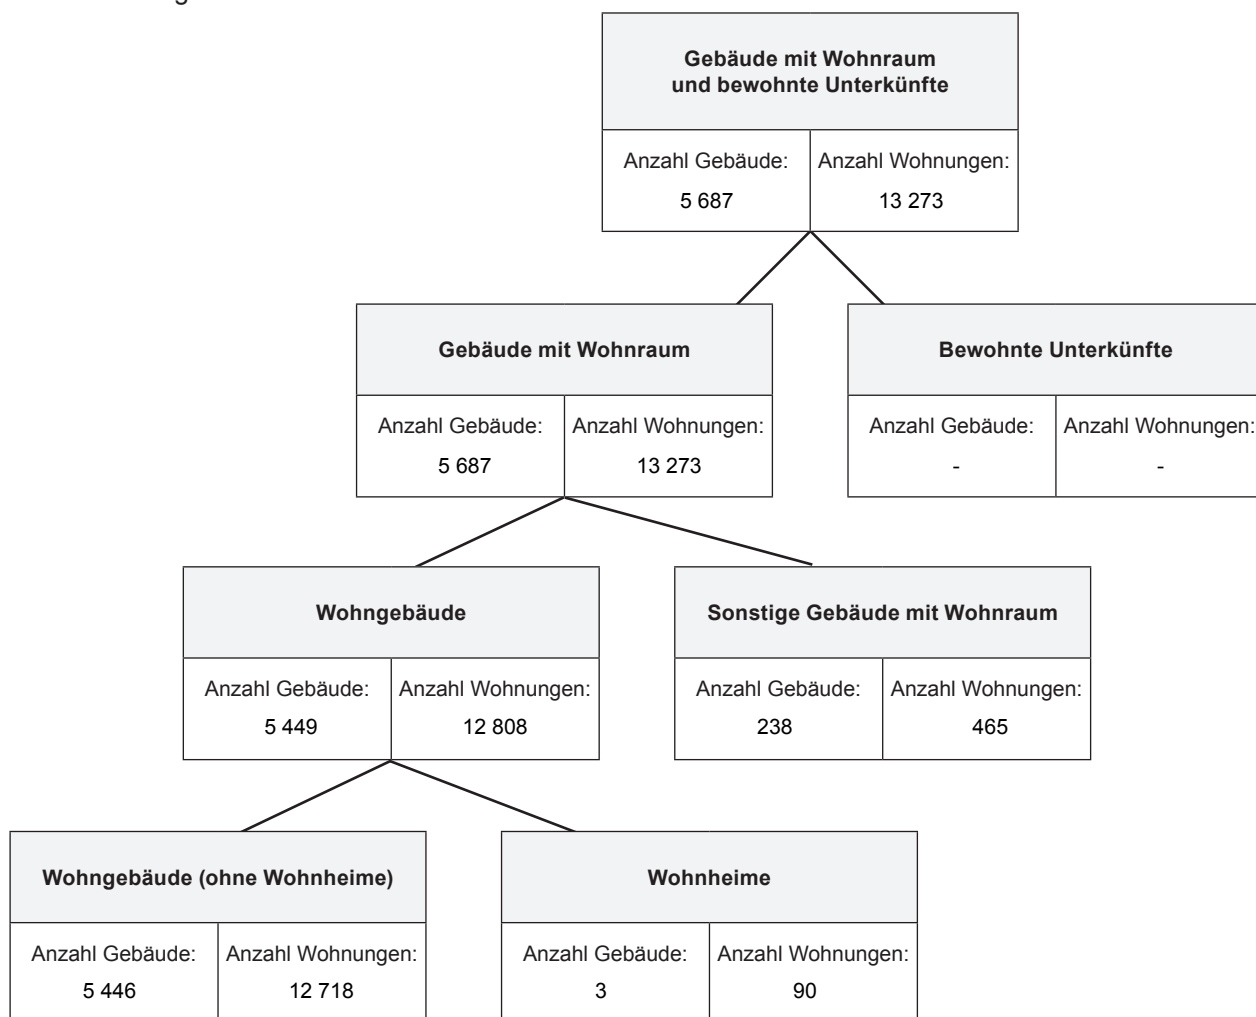 Gebäude mit Wohnraum
und bewohnte Unterkünfte
Anzahl Gebäude: Anzahl Wohnungen:
5 687 13 273
Gebäude mit Wohnraum Bewohnte Unterkünfte
Anzahl Gebäude: Anzahl Wohnungen: Anzahl Gebäude: Anzahl Wohnungen:
5 687 13 273 - -
Wohngebäude Sonstige Gebäude mit Wohnraum
Anzahl Gebäude: Anzahl Wohnungen: Anzahl Gebäude: Anzahl Wohnungen:
5 449 12 808 238 465
Wohngebäude (ohne Wohnheime) Wohnheime
Anzahl Gebäude: Anzahl Wohnungen: Anzahl Gebäude: Anzahl Wohnungen:
5 446 12 718 3 90